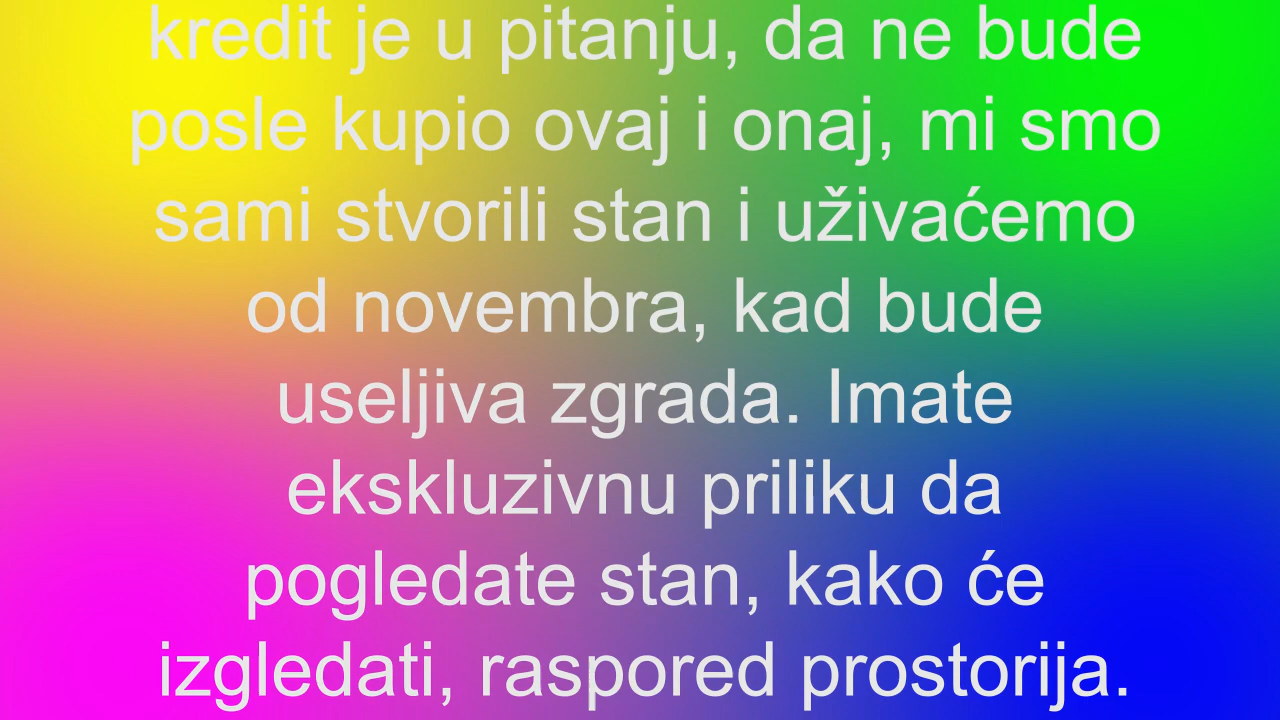 kredit je u pitanju, da ne bude
posle kupio ovaj i onaj, mi smo
sami stvorili stan i uživaćemo
od novembra, kad bude
useljiva zgrada. Imate
ekskluzivnu priliku da
pogledate stan, kako će
izgledati, raspored prostorija.